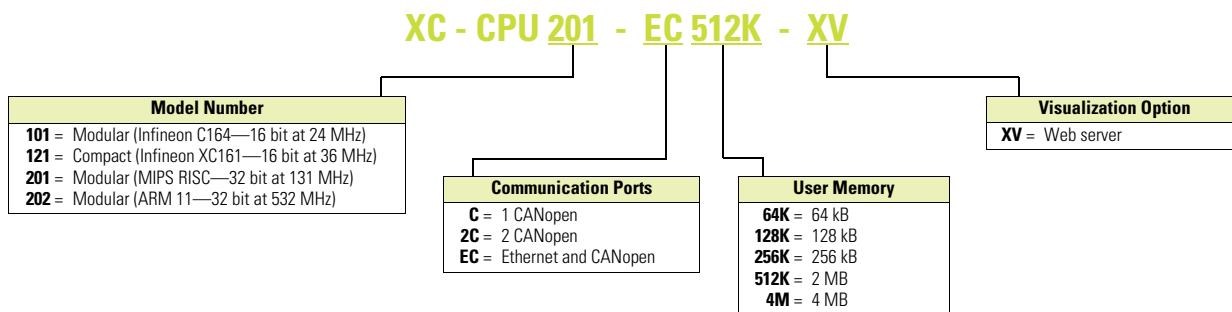 XC - CPU 201 - EC 512K - XV
Model Number
101 = Modular (Infineon C164—16 bit at 24 MHz)
121 = Compact (Infineon XC161—16 bit at 36 MHz)
201 = Modular (MIPS RISC—32 bit at 131 MHz)
202 = Modular (ARM 11—32 bit at 532 MHz)
Communication Ports
C = 1 CANopen
2C = 2 CANopen
EC = Ethernet and CANopen
User Memory
64K = 64 kB
128K = 128 kB
256K = 256 kB
512K = 2 MB
4M = 4 MB
Visualization Option
XV = Web server